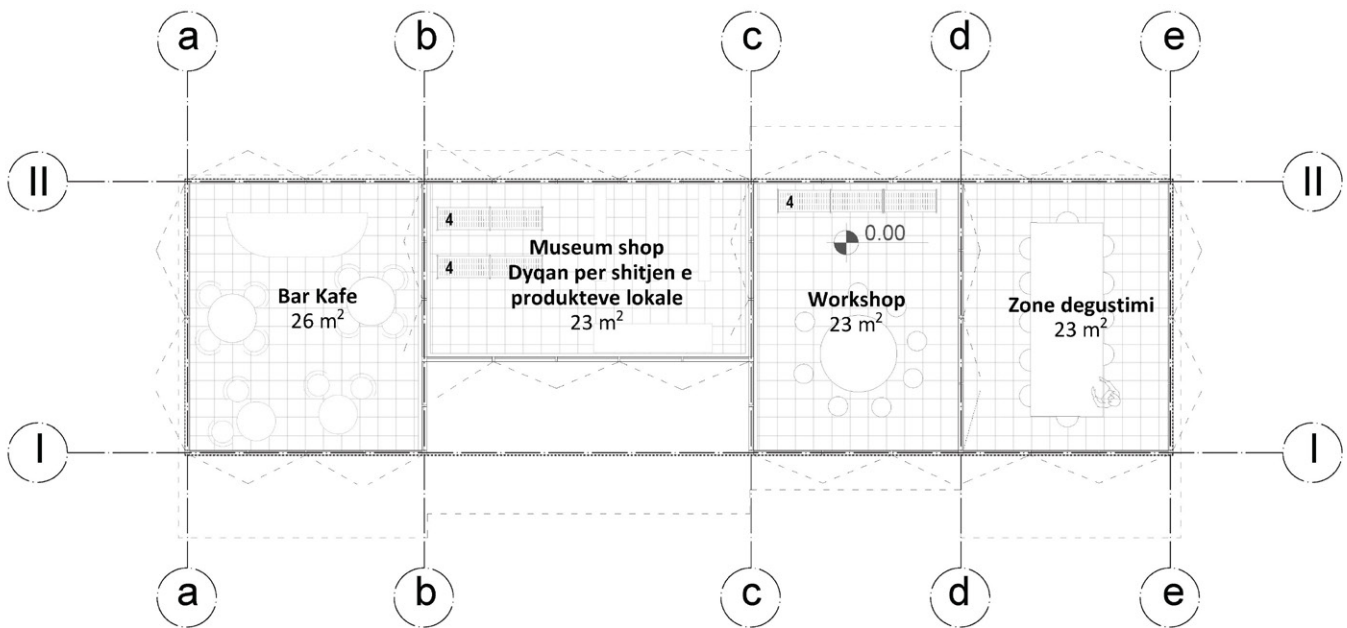 a b c d e
II II
4 4
0.00
4
Museum shop
Dyqan per shitjen e
produkteve lokale
23 m²
Bar Kafe
26 m²
Workshop
23 m²
Zone degustimi
23 m²
I I
a b c d e